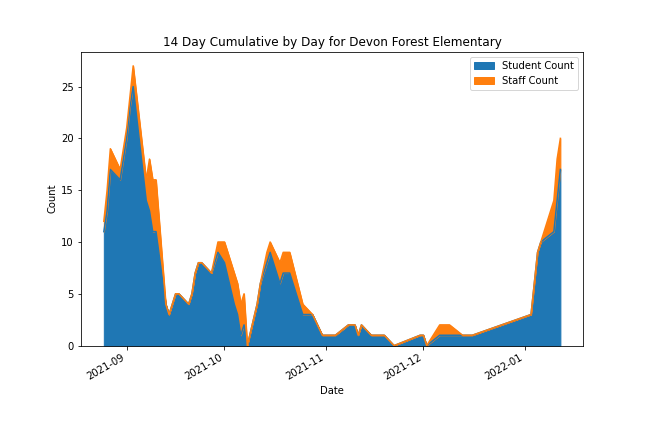 14 Day Cumulative by Day for Devon Forest Elementary
Student Count
Staff Count
25
20
15
10
5
0
Count
2021-09
2021-10
2021-11
2021-12
2022-01
Date